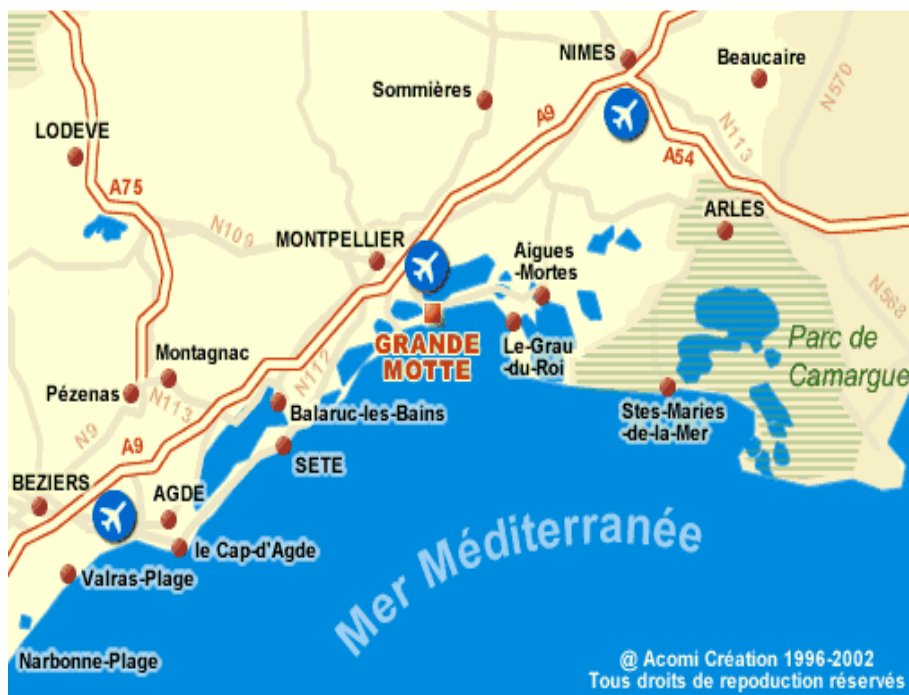 NIMES
Beaucaire
Sommières
N570
A9
N113
LODEVE
A54
A75
ARLES
N109
MONTPELLIER
Aigues
-Mortes
N568
GRANDE
MOTTE
Le-Grau
-du-Roi
Parc de
Camargue
Montagnac
N112
Pézenas
N113
Balaruc-les-Bains
Stes-Maries
-de-la-Mer
N9
A9
SETE
BEZIERS
AGDE
le Cap-d'Agde
Mer Méditerranée
Valras-Plage
Narbonne-Plage
@ Acomi Création 1996-2002
Tous droits de repoduction réservés